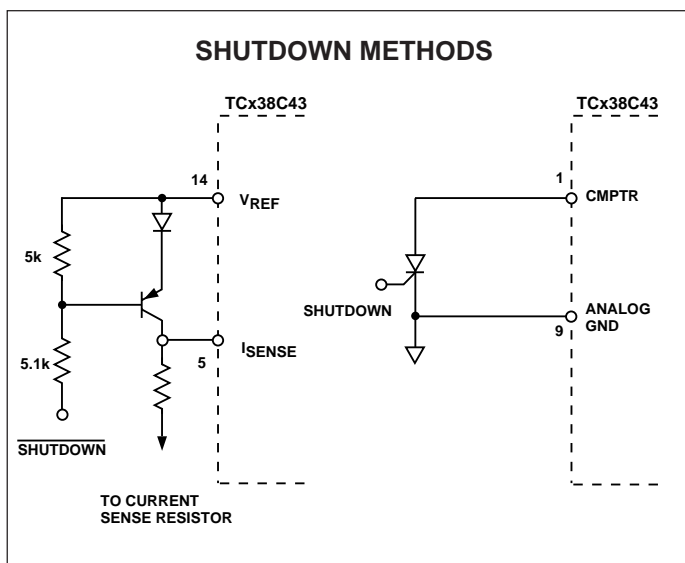 SHUTDOWN METHODS
TCx38C43
14
VREF
5k
5.1k
SHUTDOWN
5
ISENSE
TO CURRENT
SENSE RESISTOR
TCx38C43
1
CMPTR
SHUTDOWN
9
ANALOG
GND